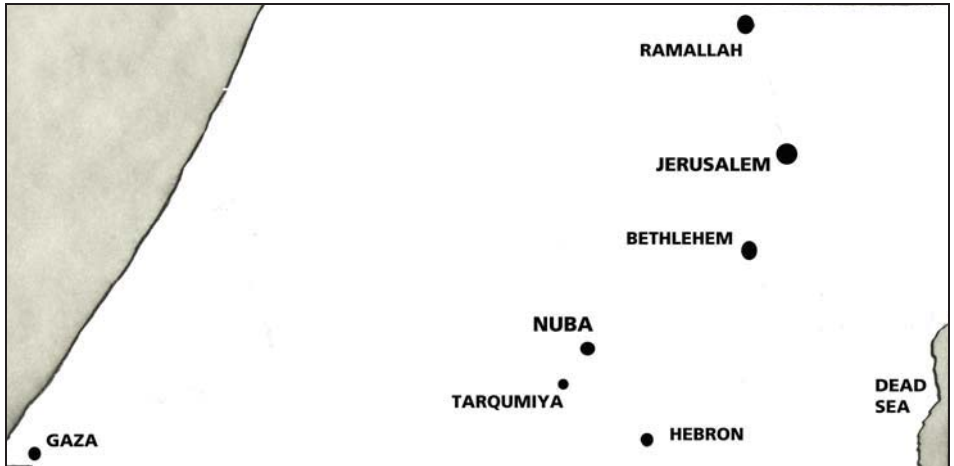 RAMALLAH
JERUSALEM
BETHLEHEM
NUBA
TARQUMIYA
DEAD
SEA
HEBRON
GAZA